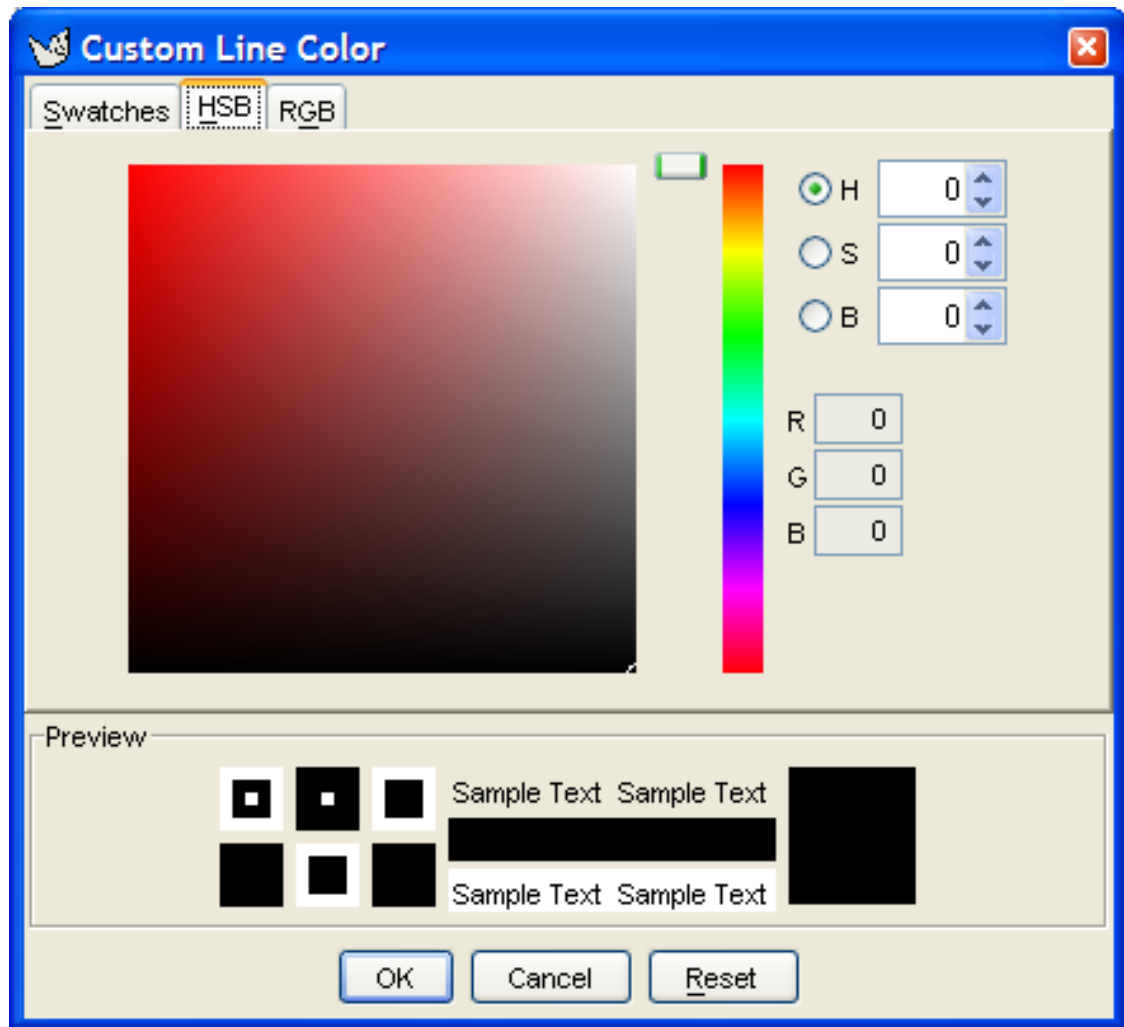 Custom Line Color
Swatches HSB RGB
H 0
S 0
B 0
R 0
G 0
B 0
Preview
Sample Text Sample Text
Sample Text Sample Text
OK Cancel Reset